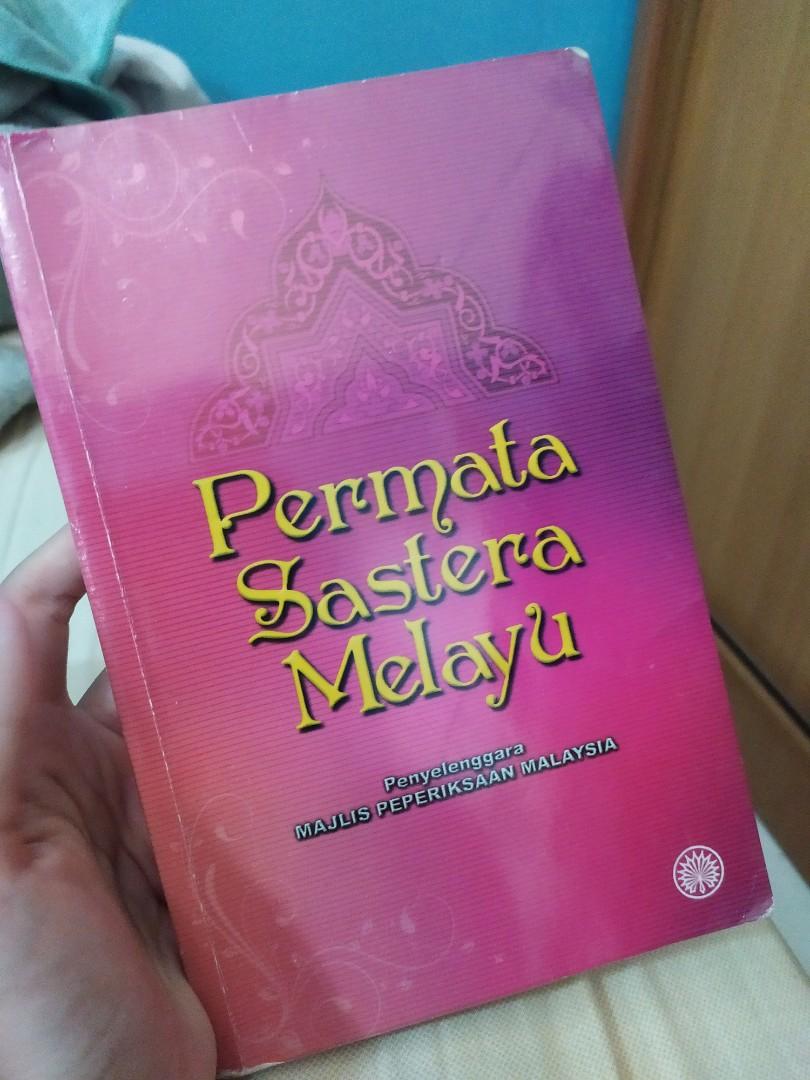 Permata
Sastera
Melayu
Penyelenggara
MAJLIS PEPERIKSAAN MALAYSIA